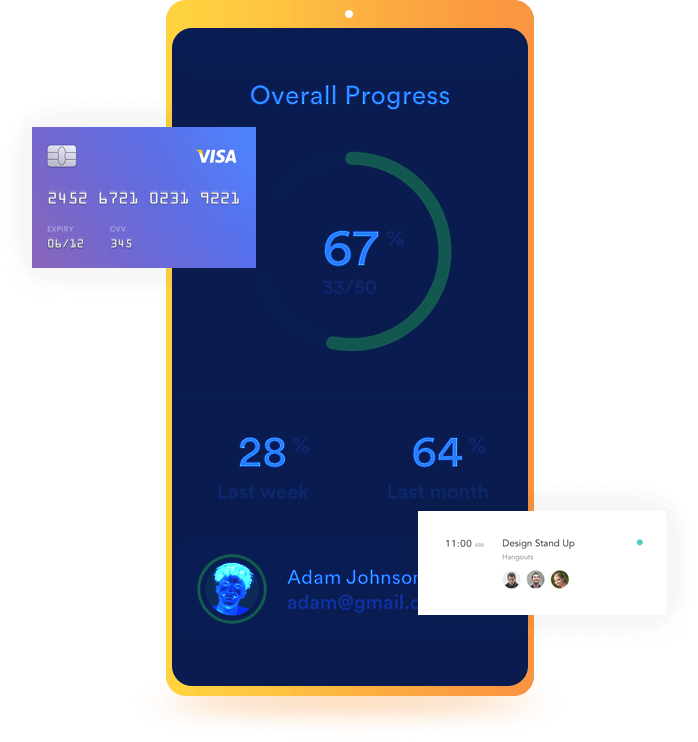 Overall Progress
VISA
2452 6721 0231 9221
EXPIRY CVV
06/12 345
67 %
33/50
28 % 64 %
Last week Last month
11:00 AM Design Stand Up
Hangouts
Adam Johnson
adam@gmail.c